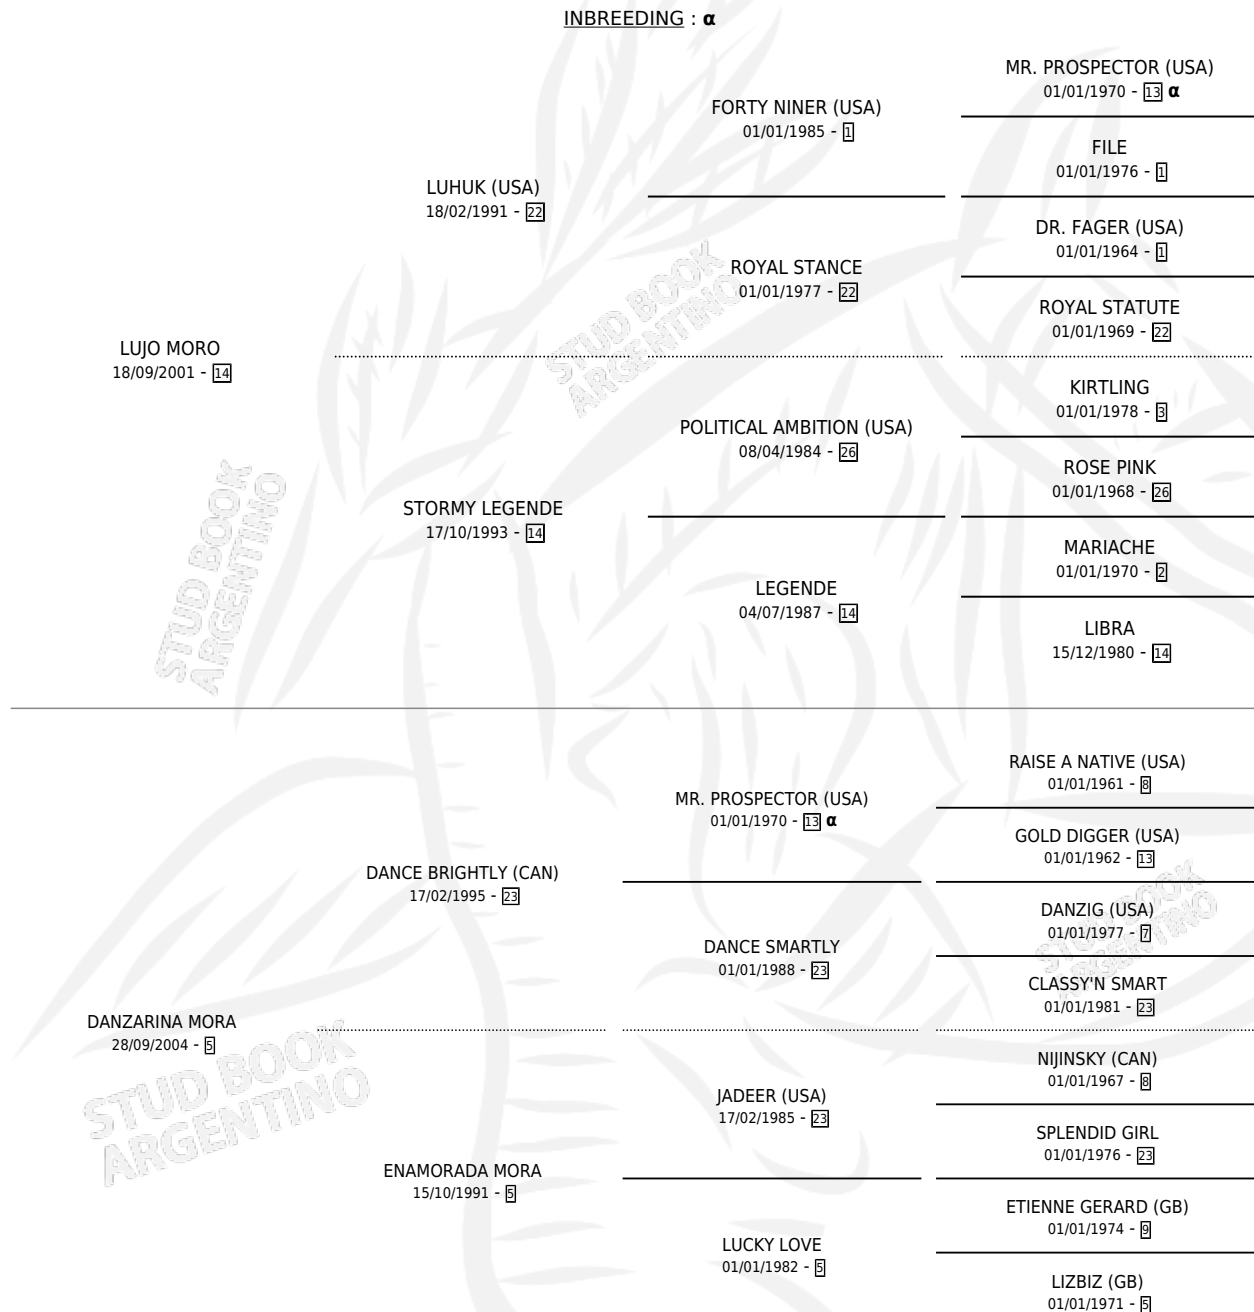 INBREEDING : α
MR. PROSPECTOR (USA)
01/01/1970 - 13 α
FORTY NINER (USA)
01/01/1985 - 1
FILE
01/01/1976 - 1
LUHUK (USA)
18/02/1991 - 22
DR. FAGER (USA)
01/01/1964 - 1
ROYAL STANCE
01/01/1977 - 22
ROYAL STATUTE
01/01/1969 - 22
LUJO MORO
18/09/2001 - 14
KIRTLING
01/01/1978 - 3
POLITICAL AMBITION (USA)
08/04/1984 - 26
ROSE PINK
01/01/1968 - 26
STORMY LEGENDE
17/10/1993 - 14
MARIACHE
01/01/1970 - 2
LEGENDE
04/07/1987 - 14
LIBRA
15/12/1980 - 14
RAISE A NATIVE (USA)
01/01/1961 - 8
MR. PROSPECTOR (USA)
01/01/1970 - 13 α
GOLD DIGGER (USA)
01/01/1962 - 13
DANCE BRIGHTLY (CAN)
17/02/1995 - 23
DANZIG (USA)
01/01/1977 - 7
DANCE SMARTLY
01/01/1988 - 23
CLASSY'N SMART
01/01/1981 - 23
DANZARINA MORA
28/09/2004 - 5
NIJINSKY (CAN)
01/01/1967 - 8
JADEER (USA)
17/02/1985 - 23
SPLENDID GIRL
01/01/1976 - 23
ENAMORADA MORA
15/10/1991 - 5
ETIENNE GERARD (GB)
01/01/1974 - 9
LUCKY LOVE
01/01/1982 - 5
LIZBIZ (GB)
01/01/1971 - 5
STUD BOOK
ARGENTINO
STUD BOOK
ARGENTINO
STUD BOOK
ARGENTINO
STUD BOOK
ARGENTINO